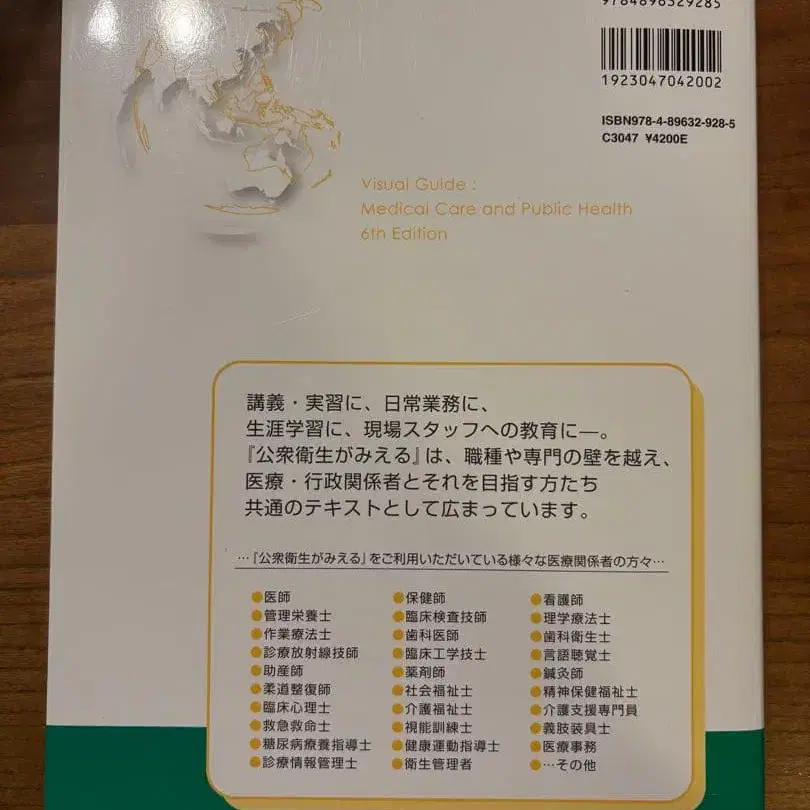 9784896329285
1923047042002
ISBN978-4-89632-928-5
C3047 ¥4200E
Visual Guide :
Medical Care and Public Health
6th Edition
講義・実習に、日常業務に、
生涯学習に、現場スタッフへの教育に―。
『公衆衛生がみえる』は、職種や専門の壁を越え、
医療・行政関係者とそれを目指す方たち
共通のテキストとして広まっています。
…『公衆衛生がみえる』をご利用いただいている様々な医療関係者の方々…
●医師 ●保健師 ●看護師
●管理栄養士 ●臨床検査技師 ●理学療法士
●作業療法士 ●歯科医師 ●歯科衛生士
●診療放射線技師 ●臨床工学技士 ●言語聴覚士
●助産師 ●薬剤師 ●鍼灸師
●柔道整復師 ●社会福祉士 ●精神保健福祉士
●臨床心理士 ●介護福祉士 ●介護支援専門員
●救急救命士 ●視能訓練士 ●義肢装具士
●糖尿病療養指導士 ●健康運動指導士 ●医療事務
●診療情報管理士 ●衛生管理者 ●…その他